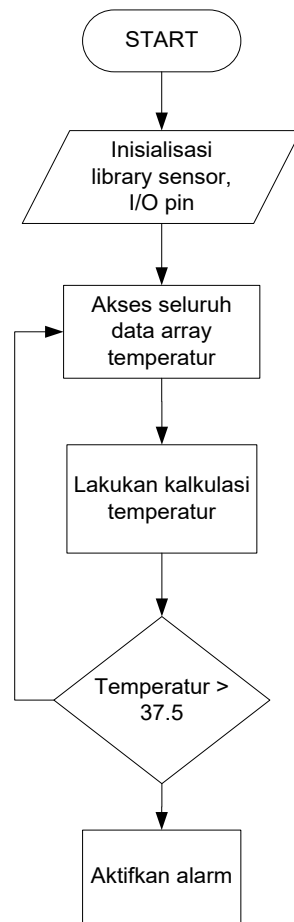 START
Inisialisasi
library sensor,
I/O pin
Akses seluruh
data array
temperatur
Lakukan kalkulasi
temperatur
Temperatur >
37.5
Aktifkan alarm